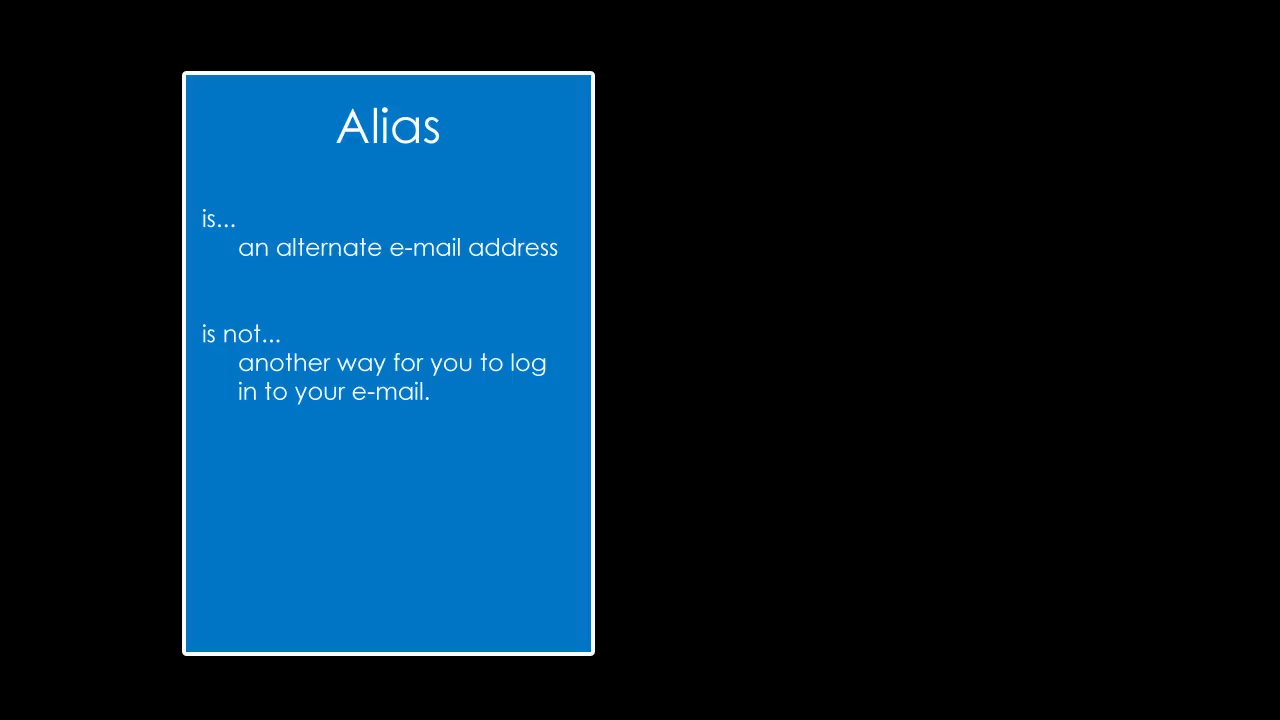 Alias
is...
an alternate e-mail address
is not...
another way for you to log
in to your e-mail.